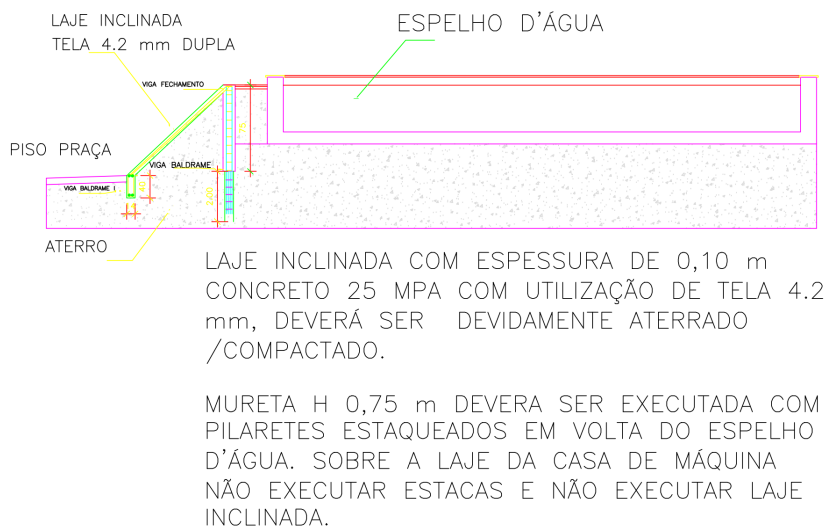 LAJE INCLINADA
TELA 4.2 mm DUPLA
ESPELHO D'ÁGUA
VIGA FECHAMENTO
PISO PRAÇA
VIGA BALDRAME
VIGA BALDRAME I
40
2.00
ATERRO
LAJE INCLINADA COM ESPESSURA DE 0,10 m
CONCRETO 25 MPA COM UTILIZAÇÃO DE TELA 4.2
mm, DEVERÁ SER DEVIDAMENTE ATERRADO
/COMPACTADO.
MURETA H 0,75 m DEVERA SER EXECUTADA COM
PILARETES ESTAQUEADOS EM VOLTA DO ESPELHO
D'ÁGUA. SOBRE A LAJE DA CASA DE MÁQUINA
NÃO EXECUTAR ESTACAS E NÃO EXECUTAR LAJE
INCLINADA.